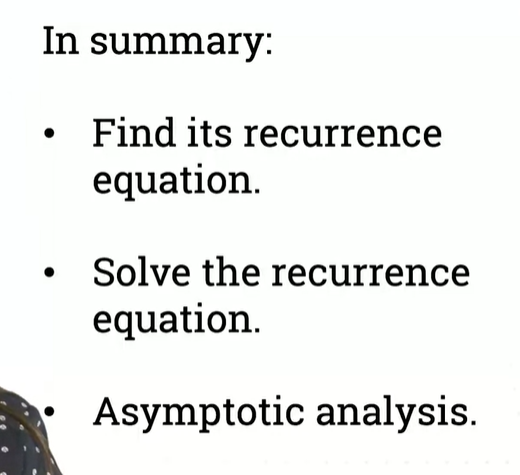 In summary:
• Find its recurrence
equation.
• Solve the recurrence
equation.
• Asymptotic analysis.